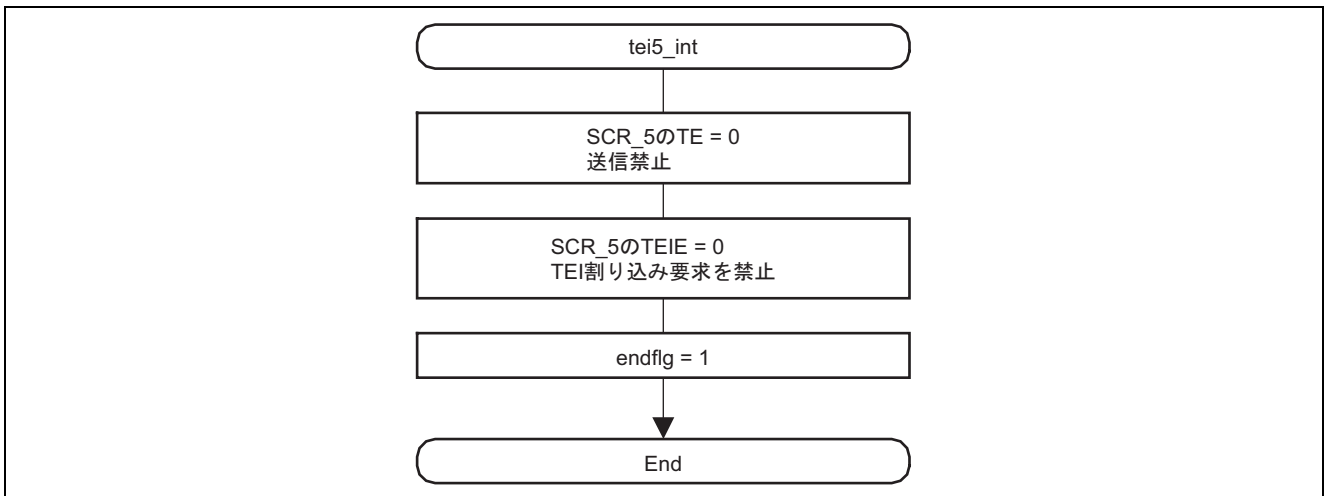 tei5_int
SCR_5のTE = 0
送信禁止
SCR_5のTEIE = 0
TEI割り込み要求を禁止
endflg = 1
End